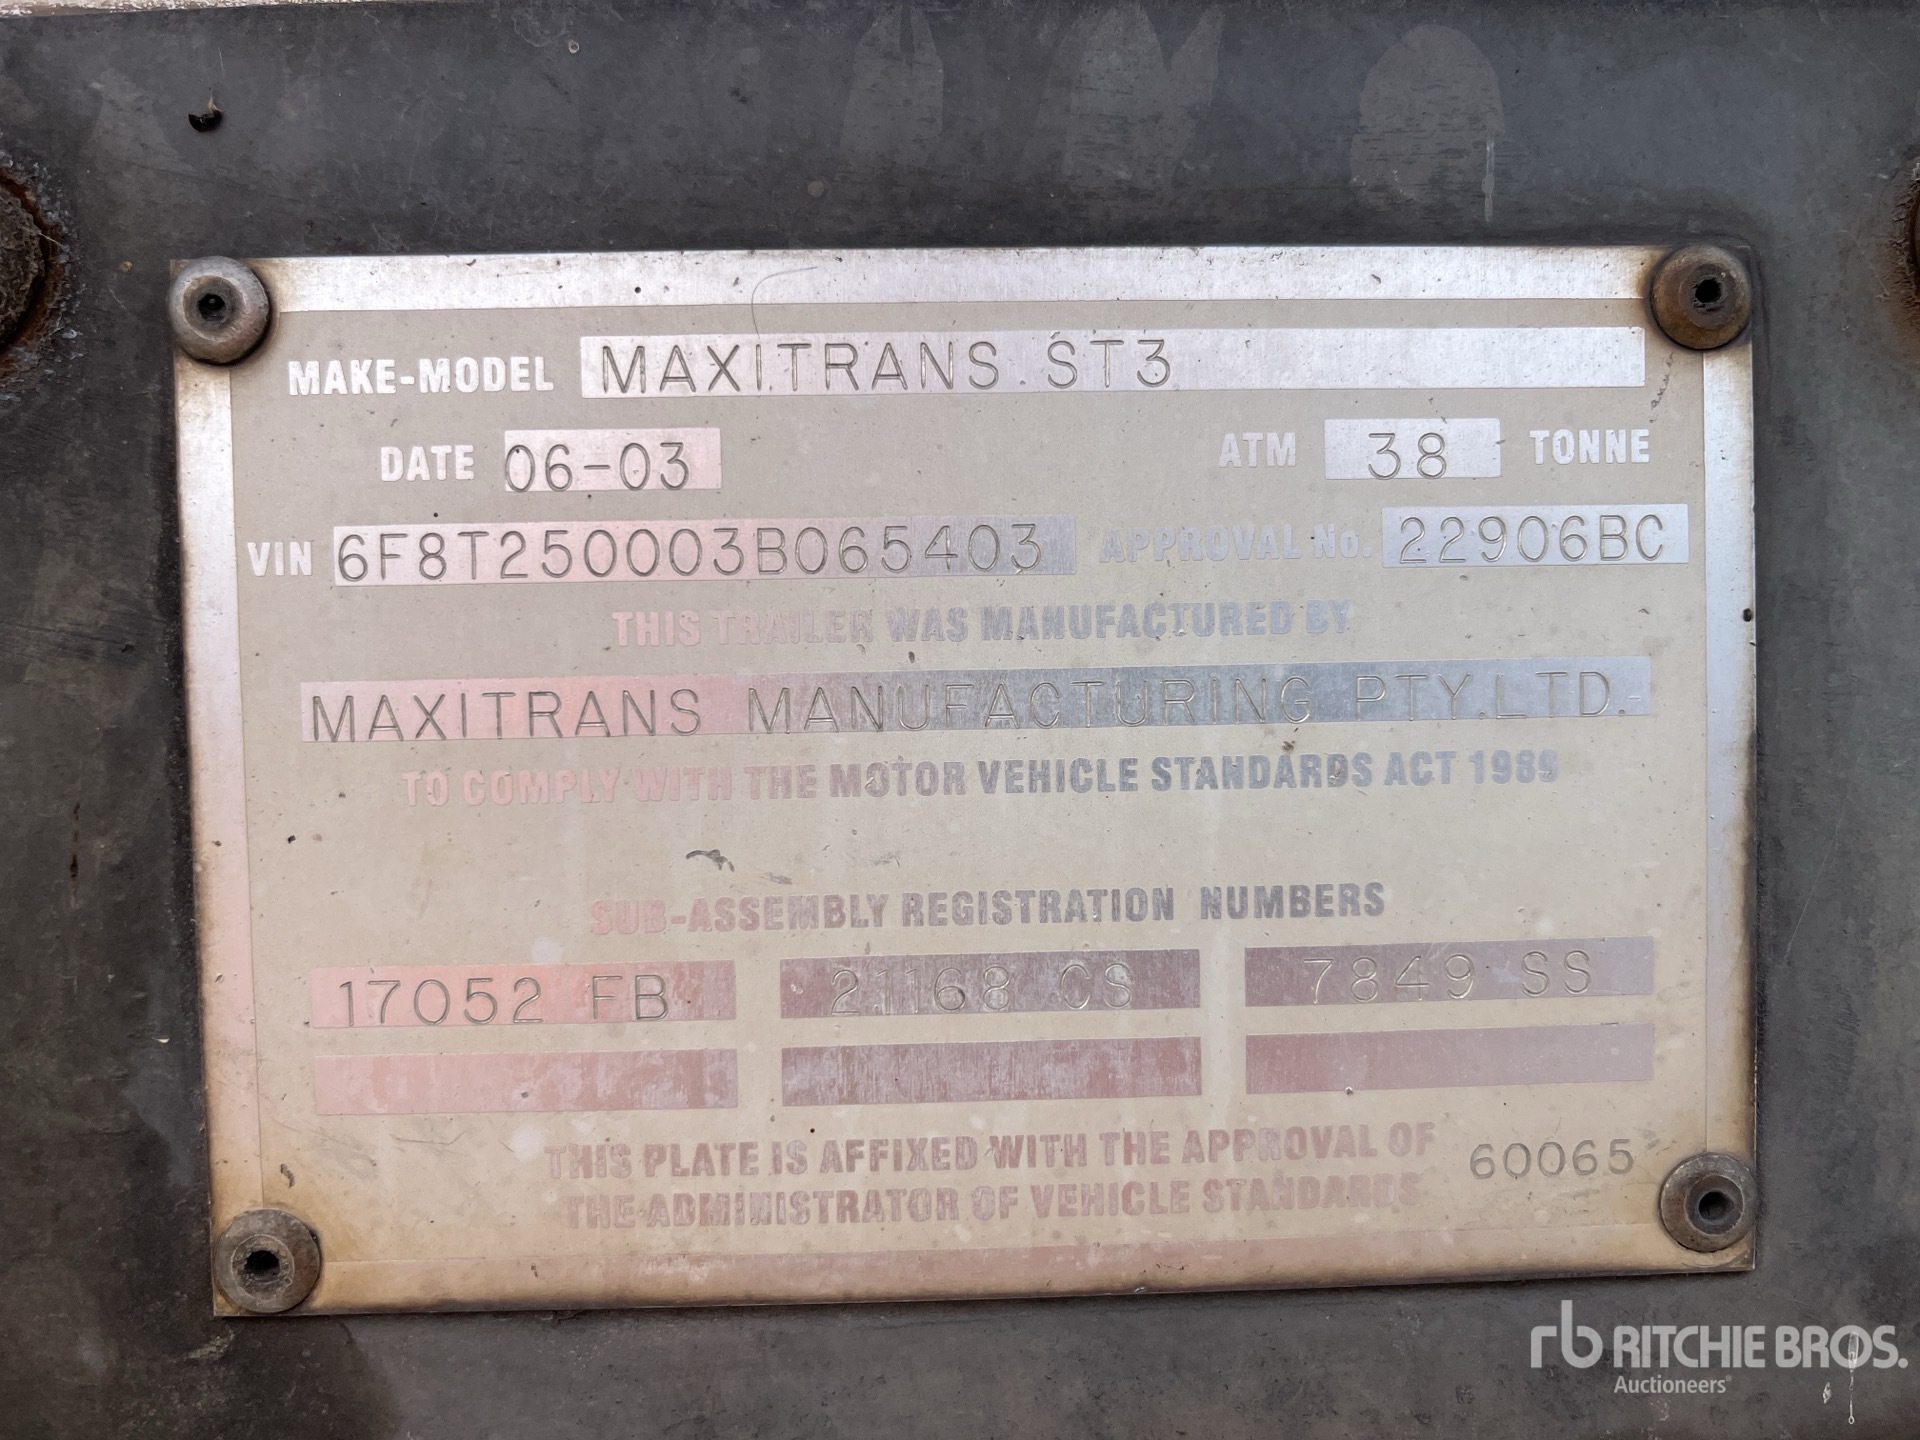 MAKE-MODEL MAXITRANS ST3
DATE 06-03 ATM 38 TONNE
VIN 6F8T250003B065403 APPROVAL No. 22906BC
THIS TRAILER WAS MANUFACTURED BY
MAXITRANS MANUFACTURING PTY.LTD.-
TO COMPLY WITH THE MOTOR VEHICLE STANDARDS ACT 1989
SUB-ASSEMBLY REGISTRATION NUMBERS
17052 FB 21168 CS 7849 SS
THIS PLATE IS AFFIXED WITH THE APPROVAL OF 60065
THE ADMINISTRATOR OF VEHICLE STANDARDS
rb RITCHIE BROS.
Auctioneers